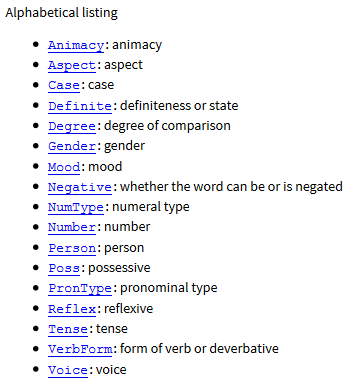 Alphabetical listing
• Animacy: animacy
• Aspect: aspect
• Case: case
• Definite: definiteness or state
• Degree: degree of comparison
• Gender: gender
• Mood: mood
• Negative: whether the word can be or is negated
• NumType: numeral type
• Number: number
• Person: person
• Poss: possessive
• PronType: pronominal type
• Reflex: reflexive
• Tense: tense
• VerbForm: form of verb or deverbative
• Voice: voice